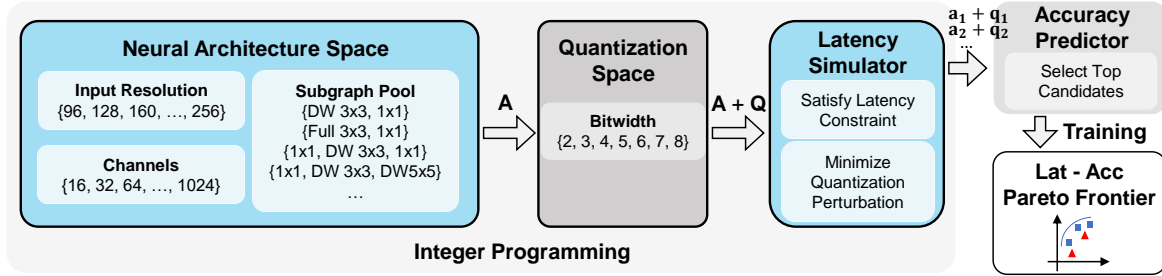 Neural Architecture Space
Input Resolution
{96, 128, 160, ..., 256}
Channels
{16, 32, 64, ..., 1024}
Subgraph Pool
{DW 3x3, 1x1}
{Full 3x3, 1x1}
{1x1, DW 3x3, 1x1}
{1x1, DW 3x3, DW5x5}
...
A
Quantization
Space
Bitwidth
{2, 3, 4, 5, 6, 7, 8}
A + Q
Latency
Simulator
Satisfy Latency
Constraint
Minimize
Quantization
Perturbation
Integer Programming
a₁ + q₁
a₂ + q₂
...
Accuracy
Predictor
Select Top
Candidates
Training
Lat - Acc
Pareto Frontier